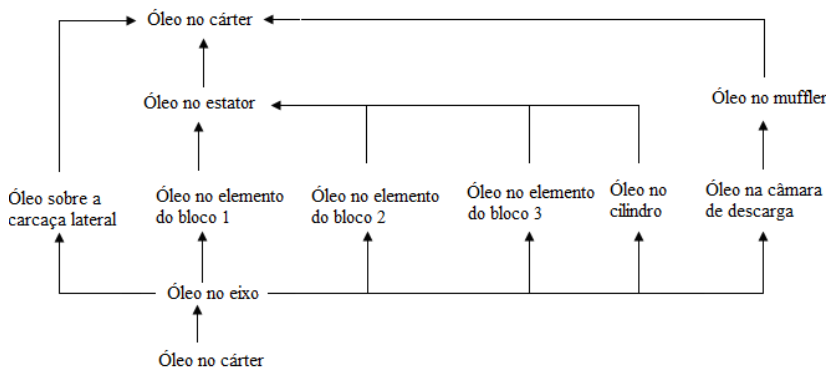 Óleo no cárter
Óleo no estator
Óleo no muffler
Óleo sobre a
carcaça lateral
Óleo no elemento
do bloco 1
Óleo no elemento
do bloco 2
Óleo no elemento
do bloco 3
Óleo no
cilindro
Óleo na câmara
de descarga
Óleo no eixo
Óleo no cárter